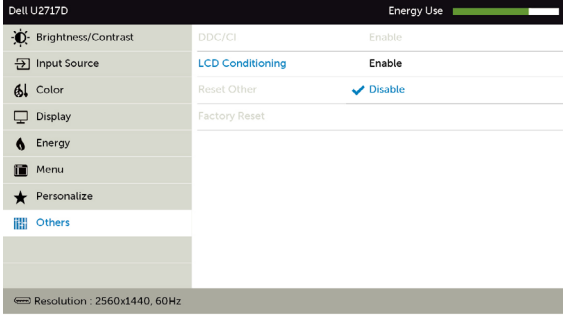 Dell U2717D Energy Use
Brightness/Contrast DDC/CI Enable
Input Source LCD Conditioning Enable
Color Reset Other Disable
Display Factory Reset
Energy
Menu
Personalize
Others
Resolution : 2560x1440, 60Hz